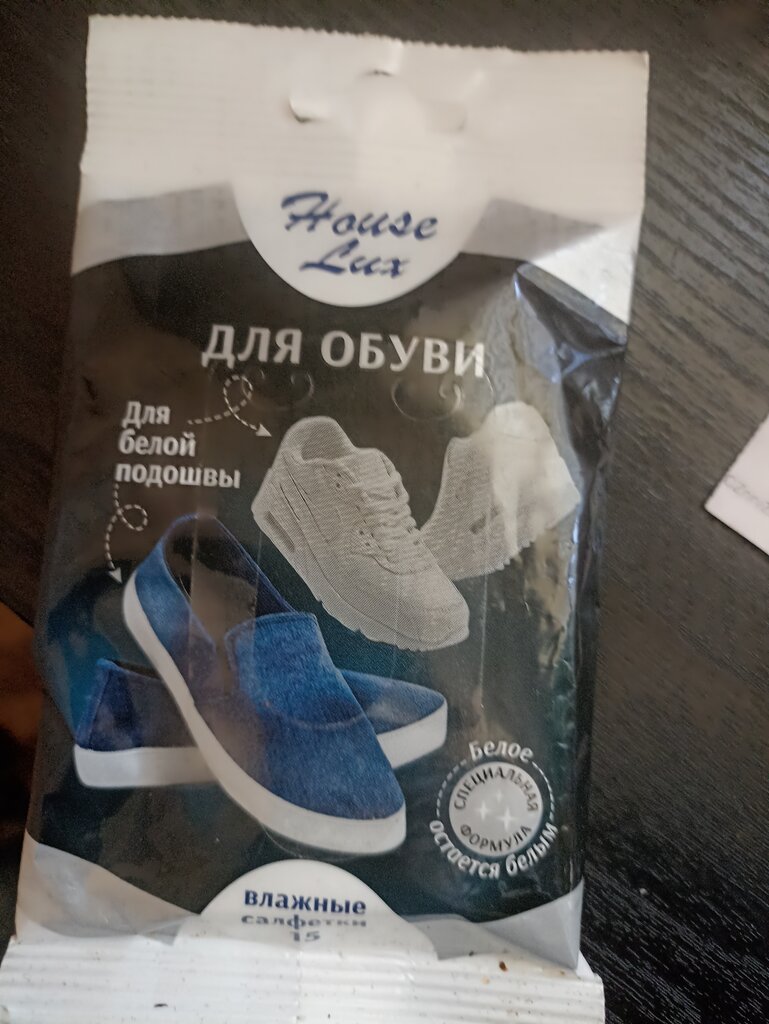 House
Lux
ДЛЯ ОБУВИ
Для
белой
подошвы
Белое
СПЕЦИАЛЬНАЯ
ФОРМУЛА
остается белым
влажные
салфетки
15